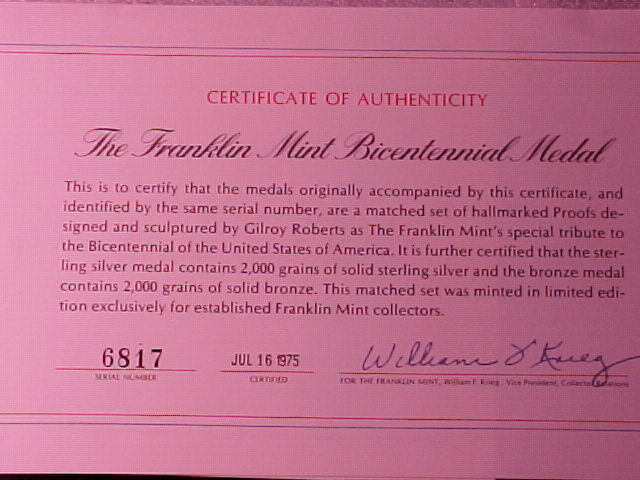 CERTIFICATE OF AUTHENTICITY
The Franklin Mint Bicentennial Medal
This is to certify that the medals originally accompanied by this certificate, and
identified by the same serial number, are a matched set of hallmarked Proofs de-
signed and sculptured by Gilroy Roberts as The Franklin Mint's special tribute to
the Bicentennial of the United States of America. It is further certified that the ster-
ling silver medal contains 2,000 grains of solid sterling silver and the bronze medal
contains 2,000 grains of solid bronze. This matched set was minted in limited edi-
tion exclusively for established Franklin Mint collectors.
6817 JUL 16 1975 William F Krieg
SERIAL NUMBER CERTIFIED FOR THE FRANKLIN MINT, William F. Krieg, Vice President, Collector Relations